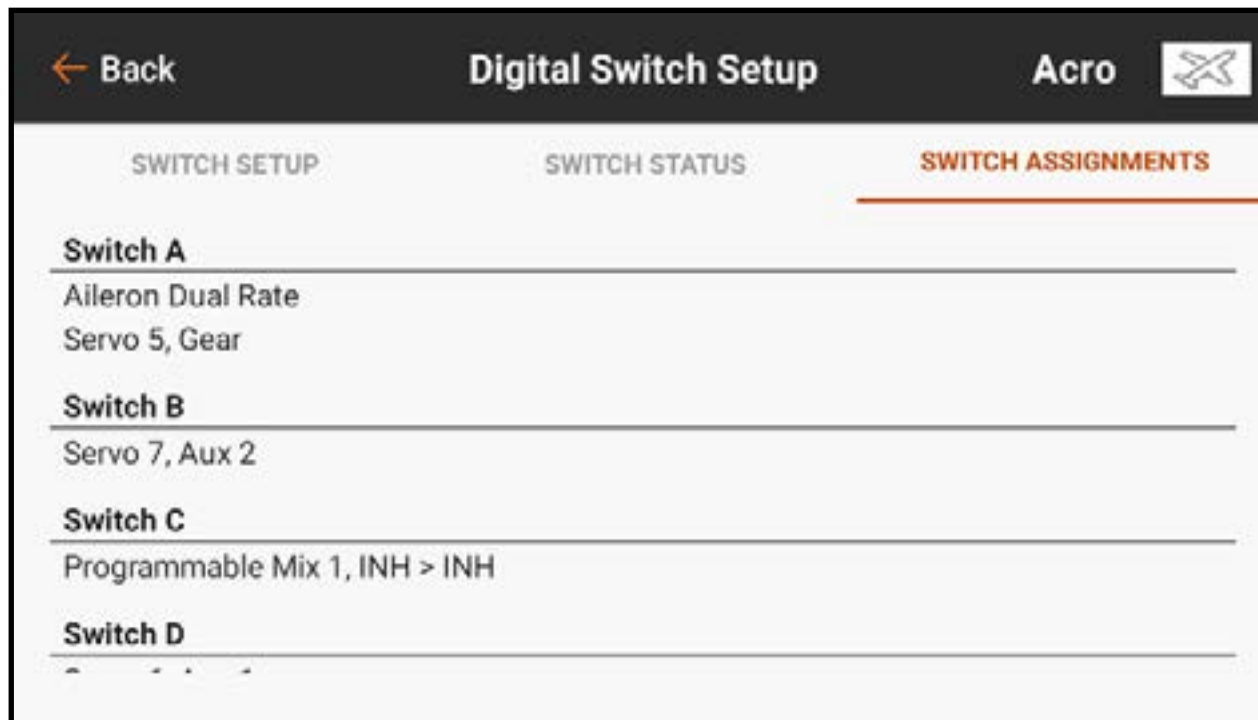 Back
Digital Switch Setup
Acro
SWITCH SETUP
SWITCH STATUS
SWITCH ASSIGNMENTS
Switch A
Aileron Dual Rate
Servo 5, Gear
Switch B
Servo 7, Aux 2
Switch C
Programmable Mix 1, INH > INH
Switch D